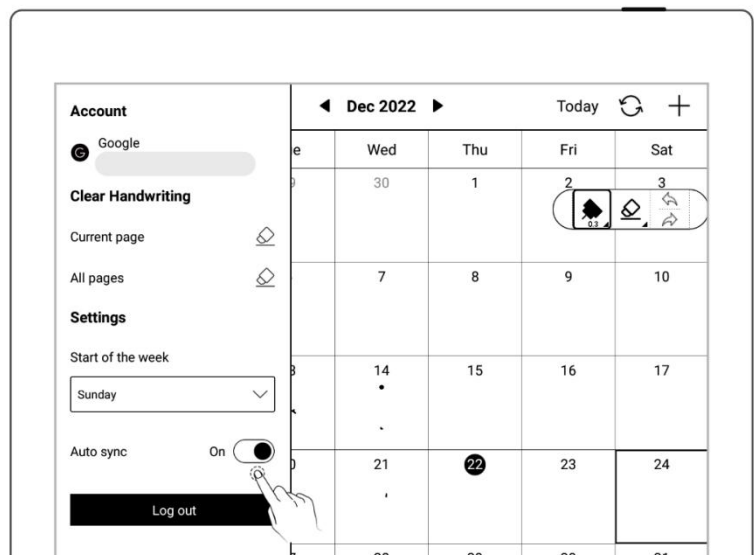 Account
Google
Clear Handwriting
Current page
All pages
Settings
Start of the week
Sunday
Auto sync On
Log out
Dec 2022 Today
Wed Thu Fri Sat
30 1 2 3
0.3
7 8 9 10
14 15 16 17
21 22 23 24